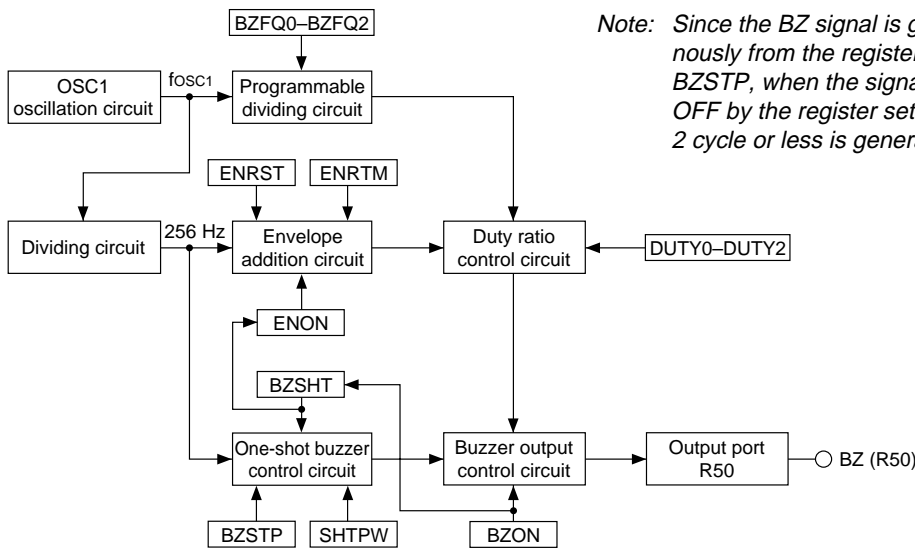 BZFQ0–BZFQ2
OSC1
oscillation circuit
fOSC1
Programmable
dividing circuit
Note: Since the BZ signal is
nously from the register
BZSTP, when the signa
OFF by the register set
2 cycle or less is gener
ENRST
ENRTM
Dividing circuit
256 Hz
Envelope
addition circuit
Duty ratio
control circuit
DUTY0–DUTY2
ENON
BZSHT
One-shot buzzer
control circuit
Buzzer output
control circuit
Output port
R50
BZ (R50)
BZSTP
SHTPW
BZON